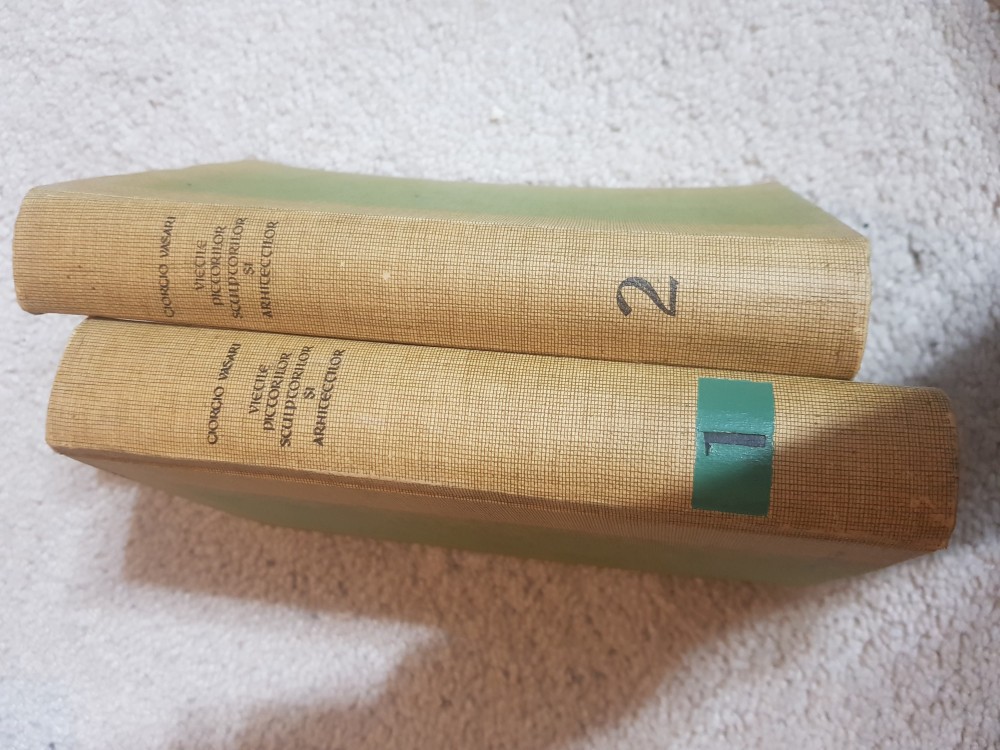 GIORGIO VASARI
VIEȚILE
PICTORILOR
SCULPTORILOR
ȘI
ARHITECȚILOR
2
GIORGIO VASARI
VIEȚILE
PICTORILOR
SCULPTORILOR
ȘI
ARHITECȚILOR
1